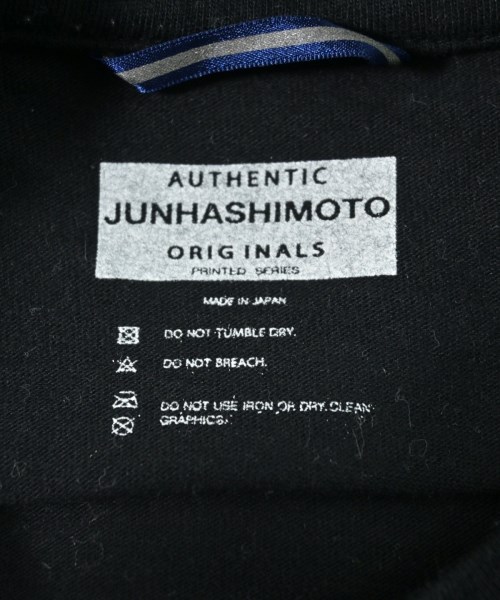 AUTHENTIC
JUNHASHIMOTO
ORIGINALS
PRINTED SERIES
MADE IN JAPAN
DO NOT TUMBLE DRY.
DO NOT BREACH.
DO NOT USE IRON OR DRY CLEAN
GRAPHICS.